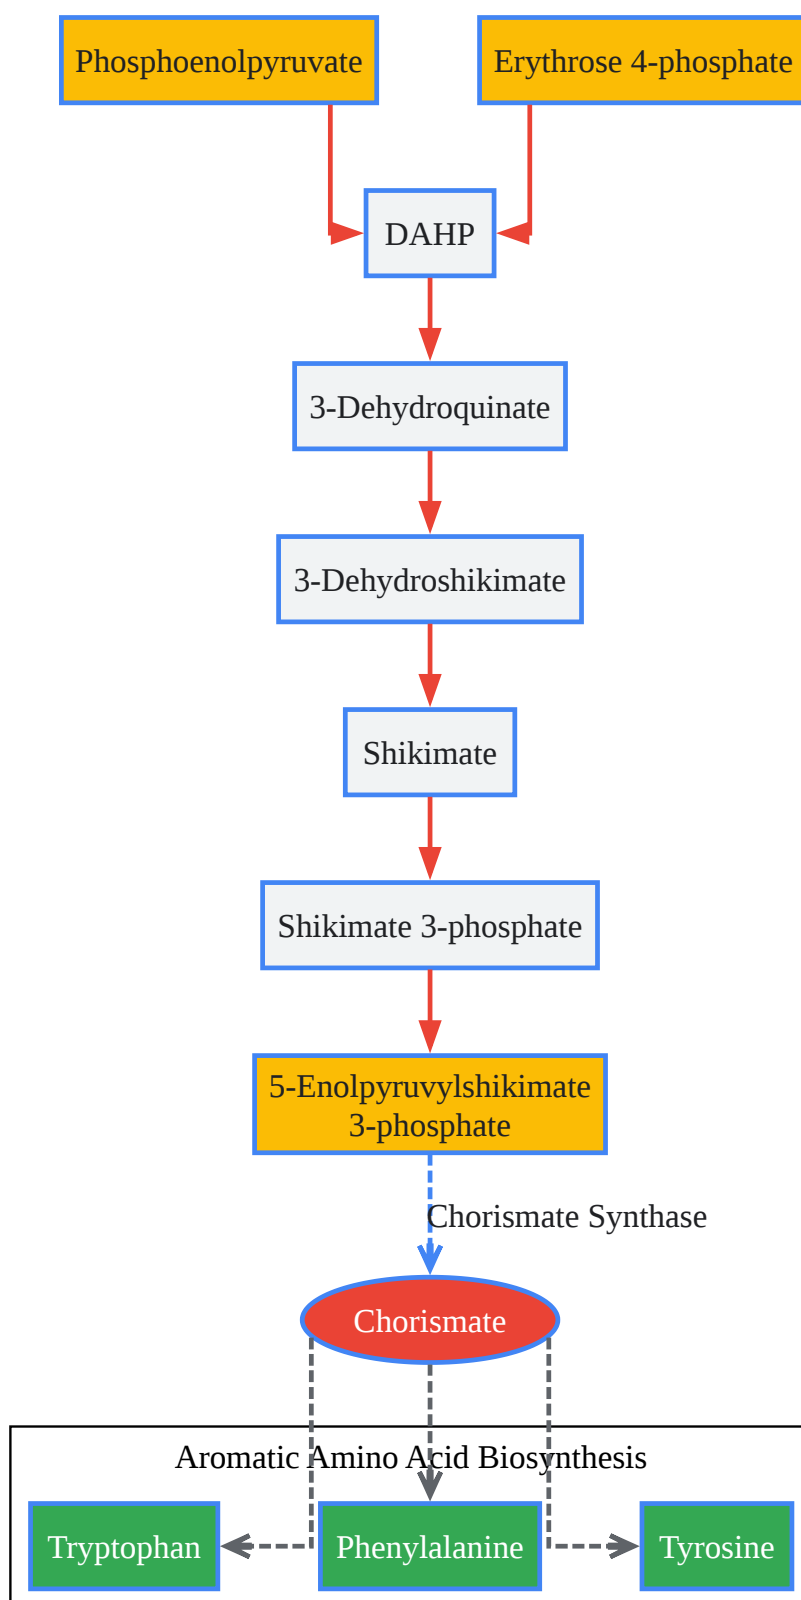 Phosphoenolpyruvate
Erythrose 4-phosphate
DAHP
3-Dehydroquinate
3-Dehydroshikimate
Shikimate
Shikimate 3-phosphate
5-Enolpyruvylshikimate
3-phosphate
Chorismate Synthase
Chorismate
Aromatic Amino Acid Biosynthesis
Tryptophan
Phenylalanine
Tyrosine